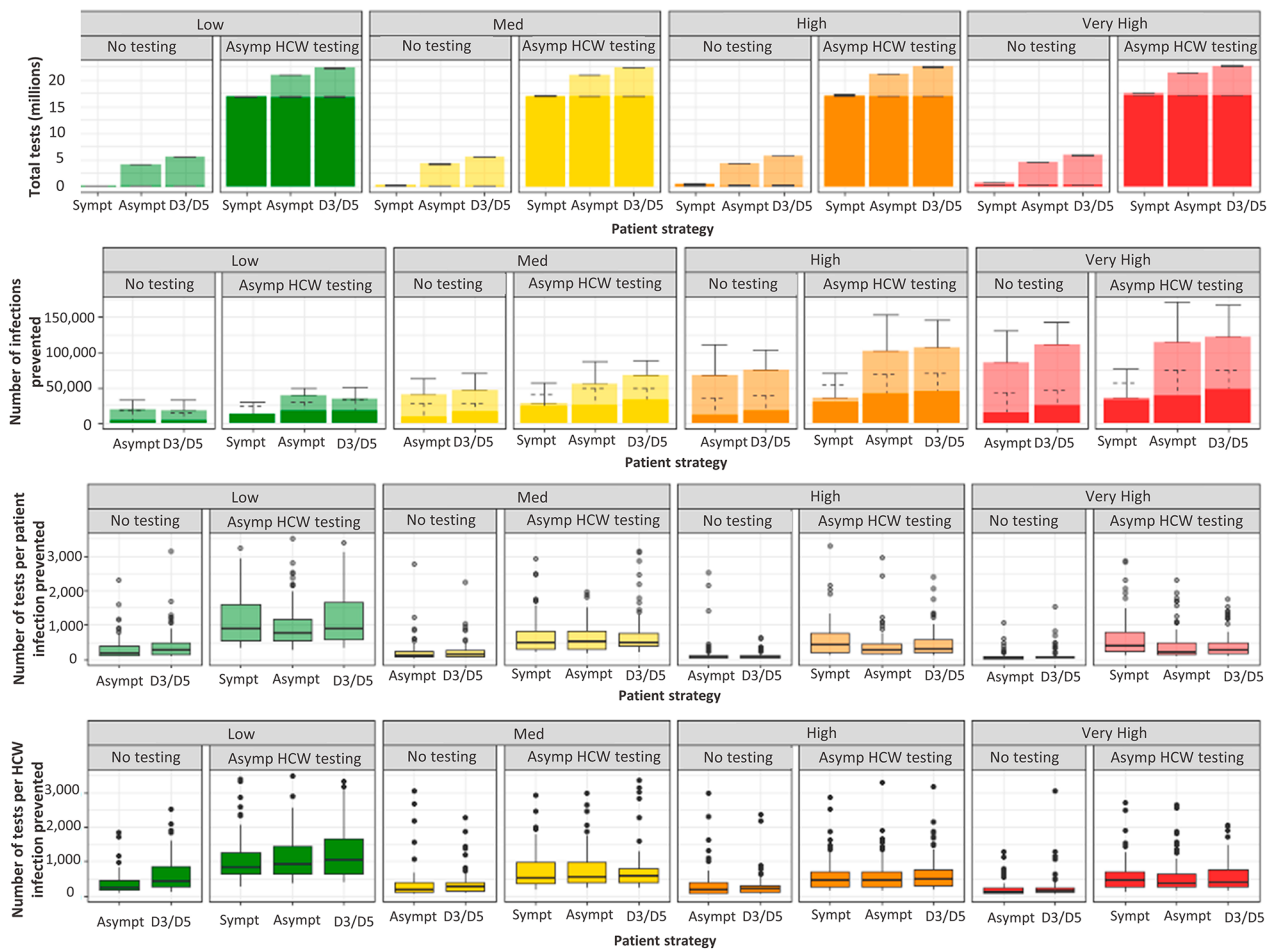 Low Med High Very High
No testing Asymp HCW testing No testing Asymp HCW testing No testing Asymp HCW testing No testing Asymp HCW testing
Total tests (millions)
20
15
10
5
0
Sympt Asympt D3/D5 Sympt Asympt D3/D5 Sympt Asympt D3/D5 Sympt Asympt D3/D5 Sympt Asympt D3/D5 Sympt Asympt D3/D5 Sympt Asympt D3/D5 Sympt Asympt D3/D5
Patient strategy
Low Med High Very High
No testing Asymp HCW testing No testing Asymp HCW testing No testing Asymp HCW testing No testing Asymp HCW testing
Number of infections
prevented
150,000
100,000
50,000
0
Asympt D3/D5 Sympt Asympt D3/D5 Asympt D3/D5 Sympt Asympt D3/D5 Asympt D3/D5 Sympt Asympt D3/D5 Asympt D3/D5 Sympt Asympt D3/D5
Patient strategy
Low Med High Very High
No testing Asymp HCW testing No testing Asymp HCW testing No testing Asymp HCW testing No testing Asymp HCW testing
Number of tests per patient
infection prevented
3,000
2,000
1,000
0
Asympt D3/D5 Sympt Asympt D3/D5 Asympt D3/D5 Sympt Asympt D3/D5 Asympt D3/D5 Sympt Asympt D3/D5 Asympt D3/D5 Sympt Asympt D3/D5
Patient strategy
Low Med High Very High
No testing Asymp HCW testing No testing Asymp HCW testing No testing Asymp HCW testing No testing Asymp HCW testing
Number of tests per HCW
infection prevented
3,000
2,000
1,000
0
Asympt D3/D5 Sympt Asympt D3/D5 Asympt D3/D5 Sympt Asympt D3/D5 Asympt D3/D5 Sympt Asympt D3/D5 Asympt D3/D5 Sympt Asympt D3/D5
Patient strategy